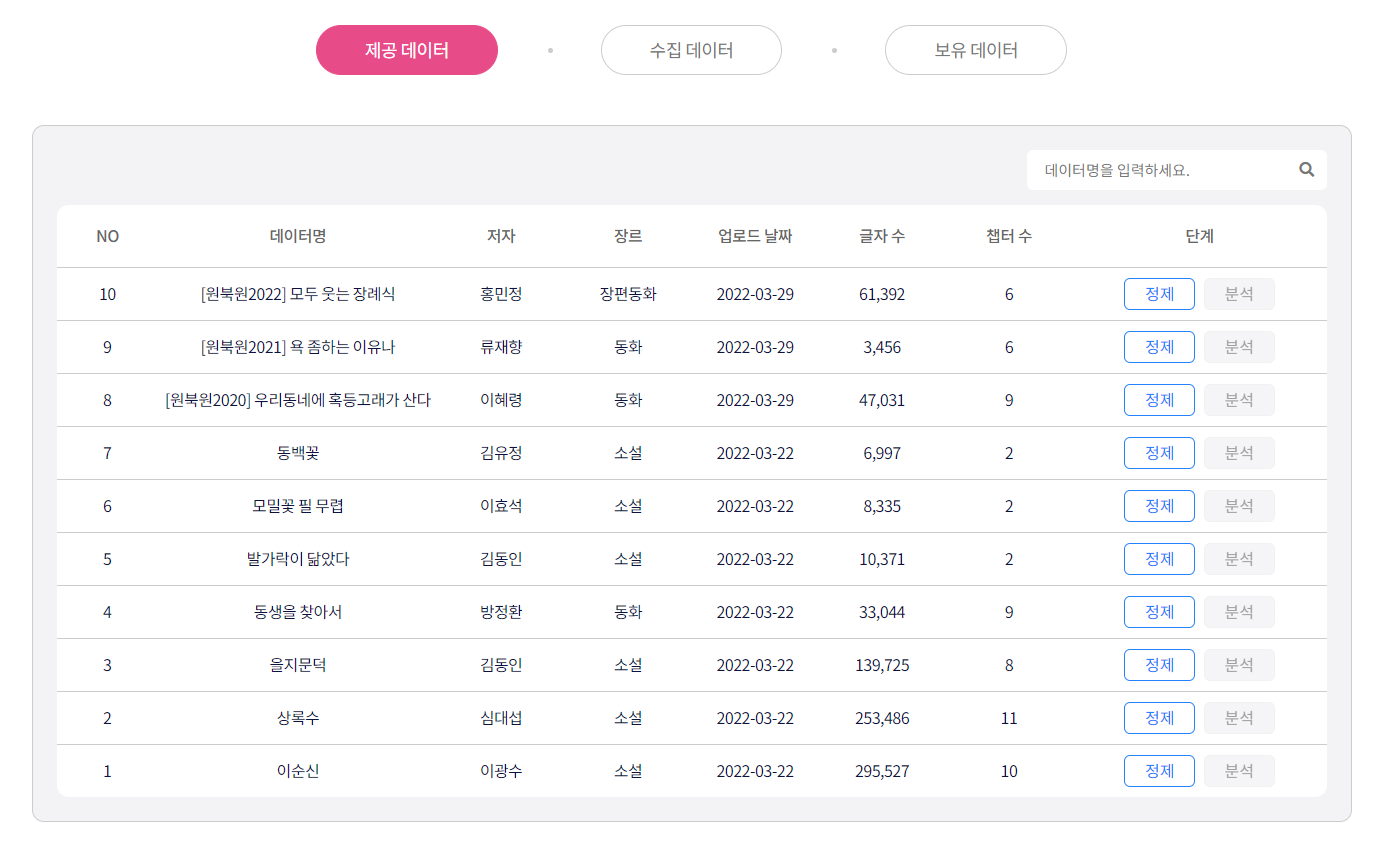 제공 데이터 수집 데이터 보유 데이터
데이터명을 입력하세요.
NO 데이터명 저자 장르 업로드 날짜 글자 수 챕터 수 단계
10 [원북원2022] 모두 웃는 장례식 홍민정 장편동화 2022-03-29 61,392 6 정제 분석
9 [원북원2021] 욕 좀하는 이유나 류재향 동화 2022-03-29 3,456 6 정제 분석
8 [원북원2020] 우리동네에 혹등고래가 산다 이혜령 동화 2022-03-29 47,031 9 정제 분석
7 동백꽃 김유정 소설 2022-03-22 6,997 2 정제 분석
6 모밀꽃 필 무렵 이효석 소설 2022-03-22 8,335 2 정제 분석
5 발가락이 닮았다 김동인 소설 2022-03-22 10,371 2 정제 분석
4 동생을 찾아서 방정환 동화 2022-03-22 33,044 9 정제 분석
3 을지문덕 김동인 소설 2022-03-22 139,725 8 정제 분석
2 상록수 심대섭 소설 2022-03-22 253,486 11 정제 분석
1 이순신 이광수 소설 2022-03-22 295,527 10 정제 분석